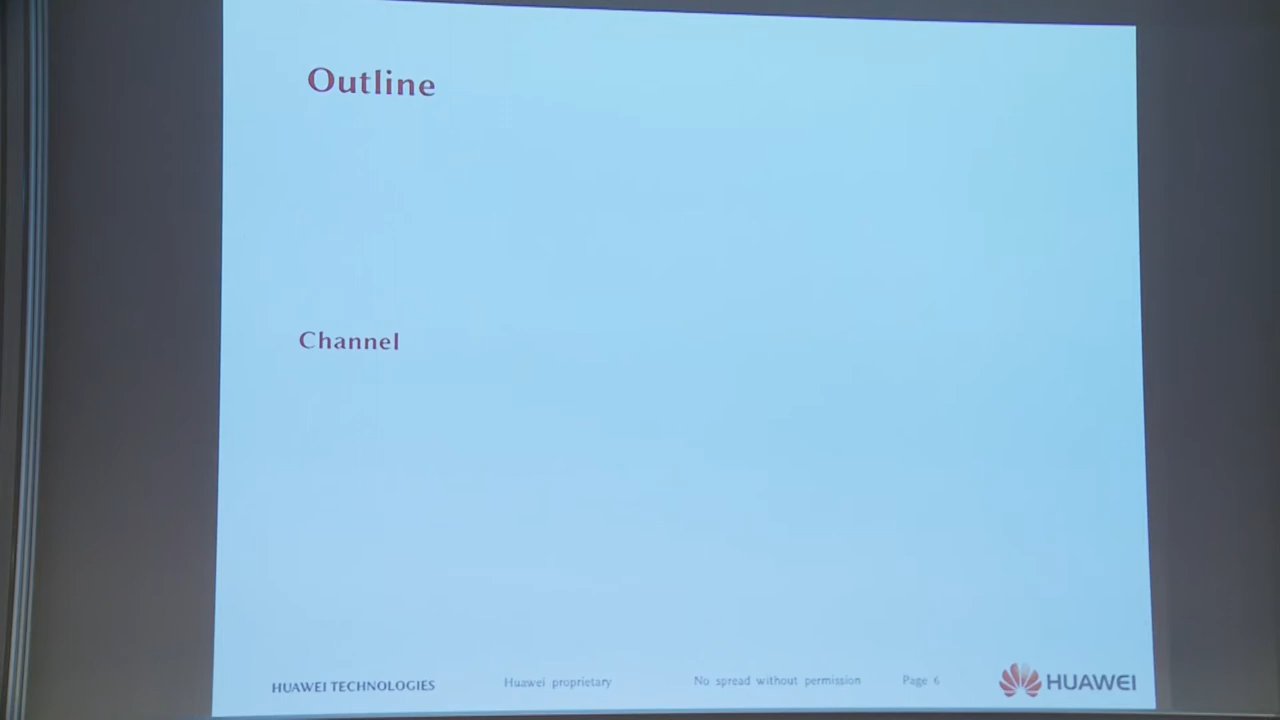 Outline
Channel
HUAWEI TECHNOLOGIES Huawei proprietary No spread without permission Page 6 HUAWEI